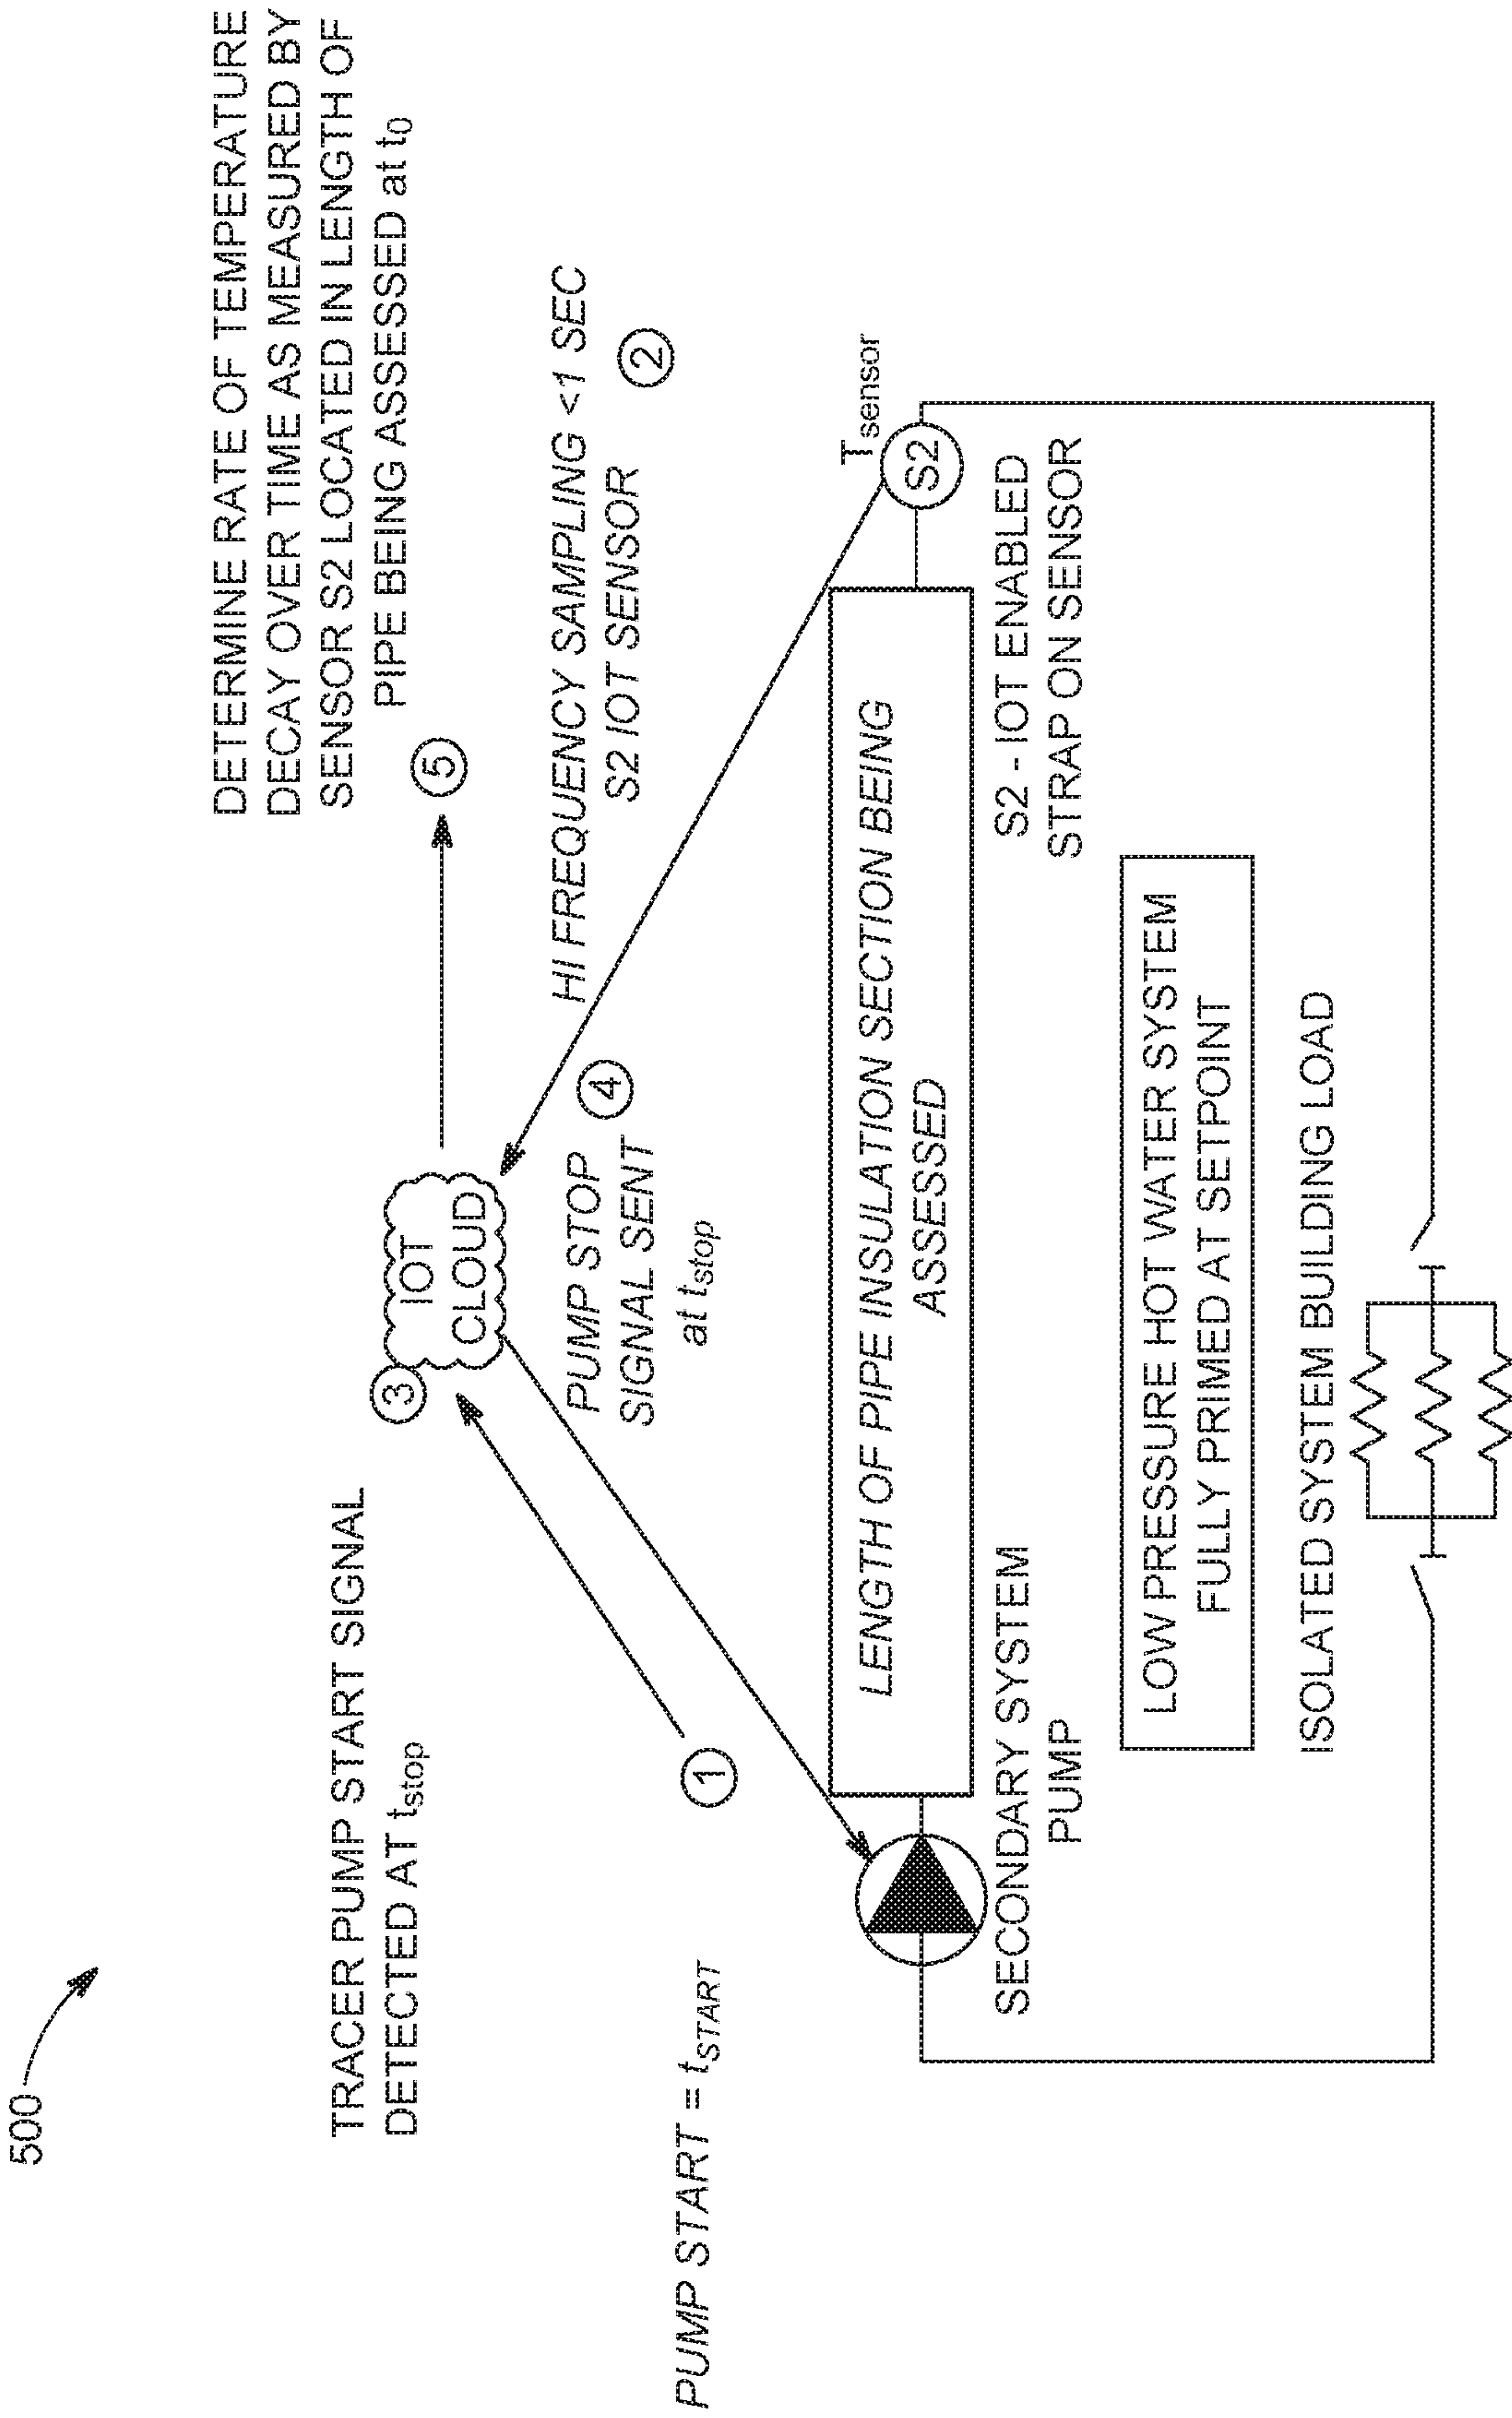 500
DETERMINE RATE OF TEMPERATURE
DECAY OVER TIME AS MEASURED BY
SENSOR S2 LOCATED IN LENGTH OF
PIPE BEING ASSESSED at t₀
5
TRACER PUMP START SIGNAL
DETECTED AT tstop
3
IOT
CLOUD
HI FREQUENCY SAMPLING <1 SEC
S2 IOT SENSOR
2
PUMP STOP
SIGNAL SENT
at tstop
4
PUMP START = tSTART
1
Tsensor
S2
LENGTH OF PIPE INSULATION SECTION BEING
ASSESSED
SECONDARY SYSTEM
PUMP
S2 - IOT ENABLED
STRAP ON SENSOR
LOW PRESSURE HOT WATER SYSTEM
FULLY PRIMED AT SETPOINT
ISOLATED SYSTEM BUILDING LOAD